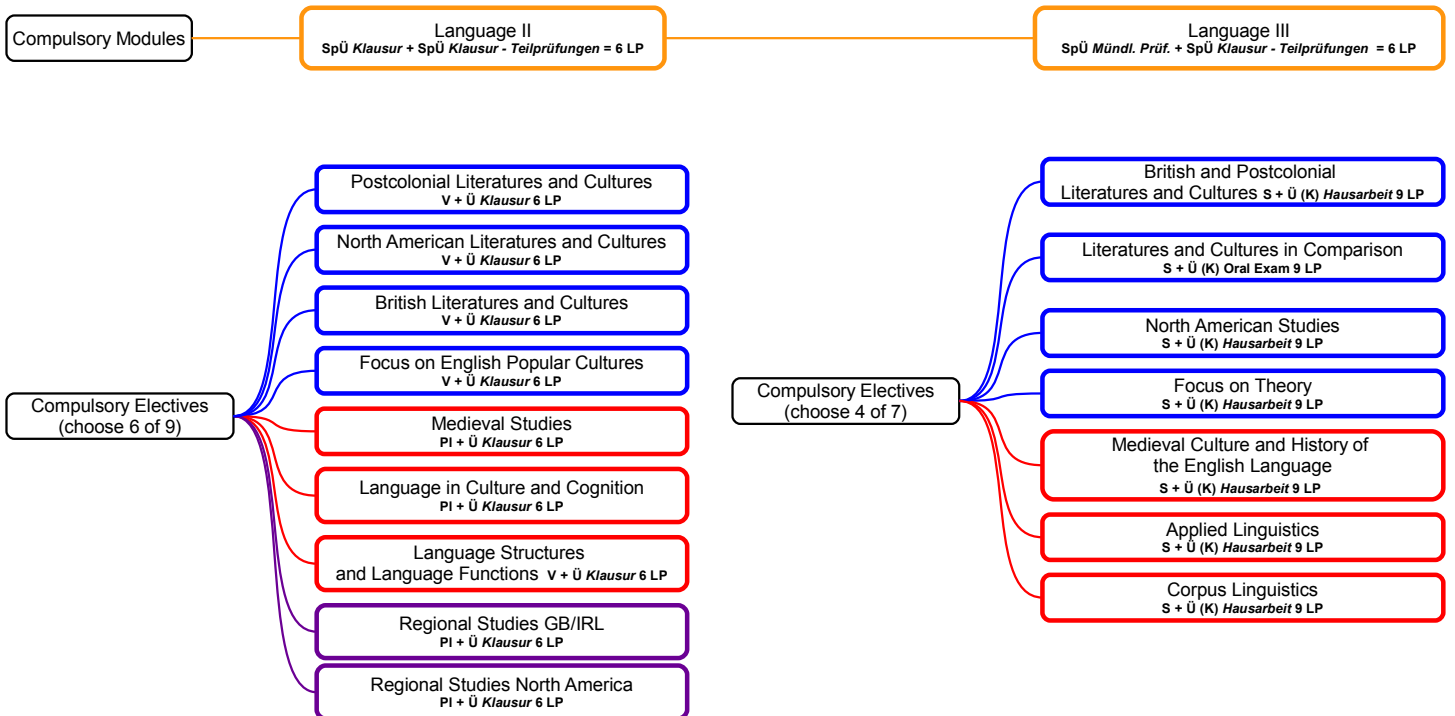 Compulsory Modules
Language II
SpÜ Klausur + SpÜ Klausur - Teilprüfungen = 6 LP
Language III
SpÜ Mündl. Prüf. + SpÜ Klausur - Teilprüfungen = 6 LP
Compulsory Electives
(choose 6 of 9)
Postcolonial Literatures and Cultures
V + Ü Klausur 6 LP
North American Literatures and Cultures
V + Ü Klausur 6 LP
British Literatures and Cultures
V + Ü Klausur 6 LP
Focus on English Popular Cultures
V + Ü Klausur 6 LP
Medieval Studies
PI + Ü Klausur 6 LP
Language in Culture and Cognition
PI + Ü Klausur 6 LP
Language Structures
and Language Functions V + Ü Klausur 6 LP
Regional Studies GB/IRL
PI + Ü Klausur 6 LP
Regional Studies North America
PI + Ü Klausur 6 LP
Compulsory Electives
(choose 4 of 7)
British and Postcolonial
Literatures and Cultures S + Ü (K) Hausarbeit 9 LP
Literatures and Cultures in Comparison
S + Ü (K) Oral Exam 9 LP
North American Studies
S + Ü (K) Hausarbeit 9 LP
Focus on Theory
S + Ü (K) Hausarbeit 9 LP
Medieval Culture and History of
the English Language
S + Ü (K) Hausarbeit 9 LP
Applied Linguistics
S + Ü (K) Hausarbeit 9 LP
Corpus Linguistics
S + Ü (K) Hausarbeit 9 LP